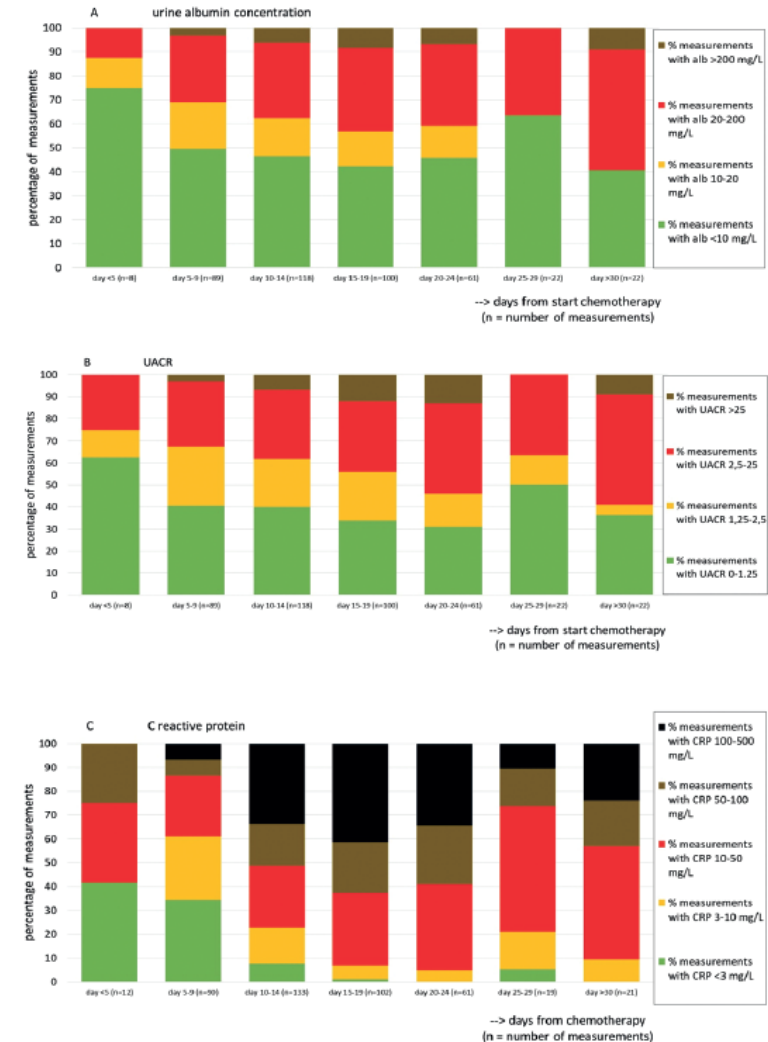 A urine albumin concentration
percentage of measurements
100
90
80
70
60
50
40
30
20
10
0
day <5 (n=8) day 5-9 (n=89) day 10-14 (n=118) day 15-19 (n=100) day 20-24 (n=61) day 25-29 (n=22) day >30 (n=22)
--> days from start chemotherapy
(n = number of measurements)
% measurements
with alb >200 mg/L
% measurements
with alb 20-200
mg/L
% measurements
with alb 10-20
mg/L
% measurements
with alb <10 mg/L
B UACR
percentage of measurements
100
90
80
70
60
50
40
30
20
10
0
day <5 (n=8) day 5-9 (n=89) day 10-14 (n=118) day 15-19 (n=100) day 20-24 (n=61) day 25-29 (n=22) day >30 (n=22)
--> days from start chemotherapy
(n = number of measurements)
% measurements
with UACR >25
% measurements
with UACR 2,5-25
% measurements
with UACR 1,25-2,5
% measurements
with UACR 0-1.25
C C reactive protein
percentage of measurements
100
90
80
70
60
50
40
30
20
10
0
day <5 (n=12) day 5-9 (n=90) day 10-14 (n=133) day 15-19 (n=102) day 20-24 (n=61) day 25-29 (n=19) day >30 (n=21)
--> days from chemotherapy
(n = number of measurements)
% measurements
with CRP 100-500
mg/L
% measurements
with CRP 50-100
mg/L
% measurements
with CRP 10-50
mg/L
% measurements
with CRP 3-10 mg/L
% measurements
with CRP <3 mg/L